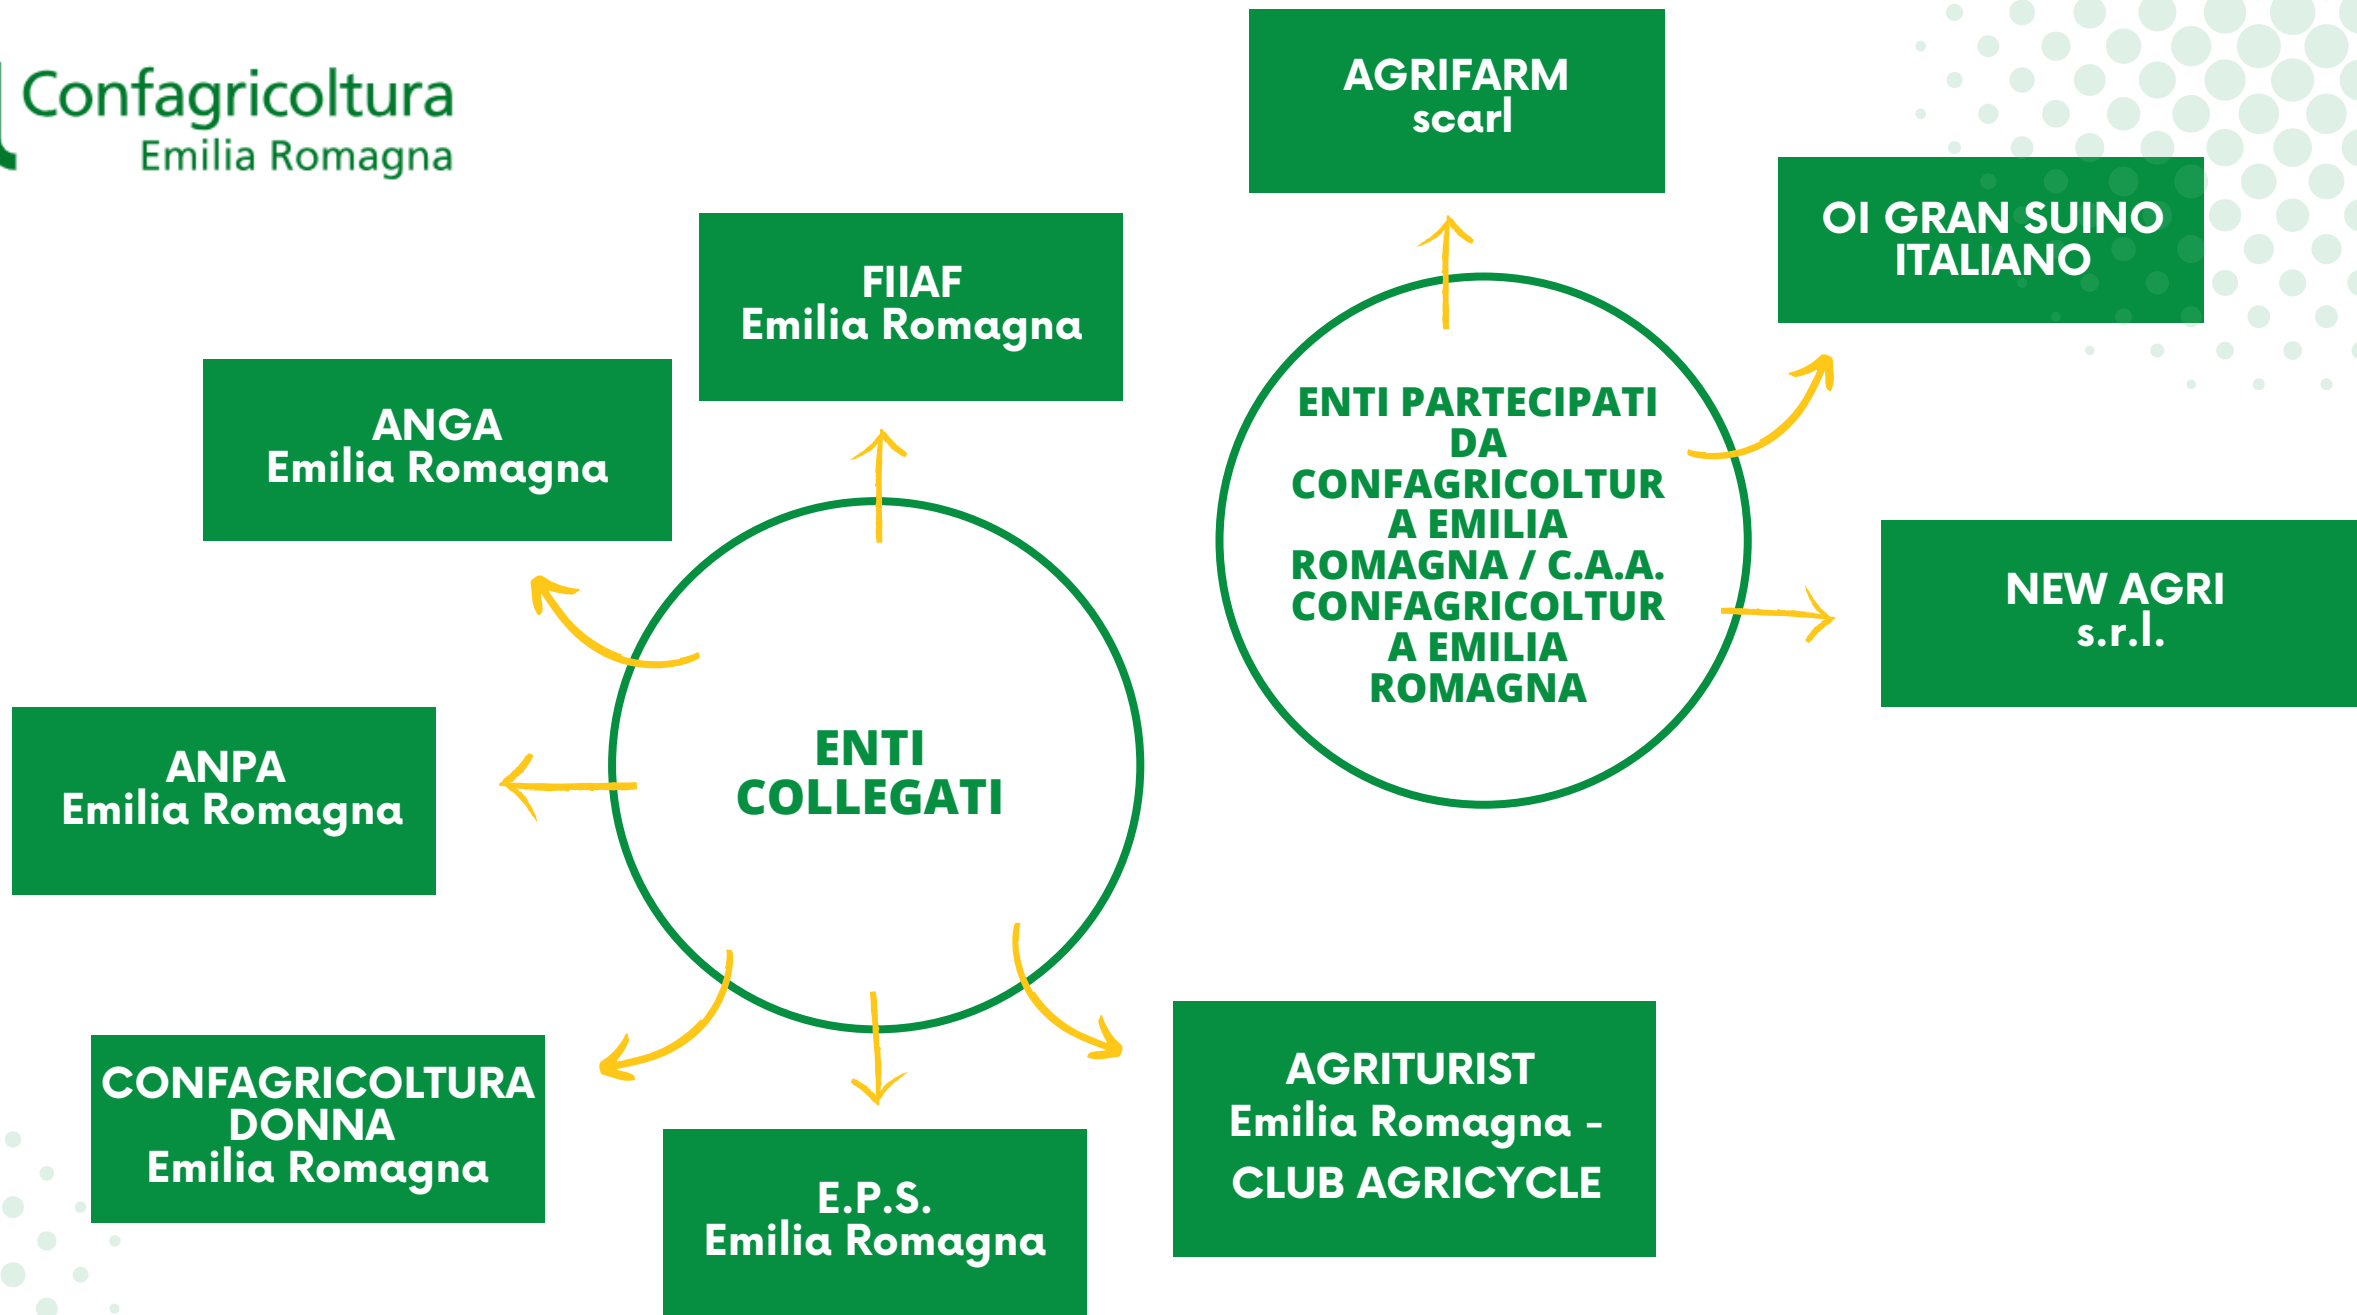 Confagricoltura
Emilia Romagna
AGRIFARM
scarl
OI GRAN SUINO
ITALIANO
FIIAF
Emilia Romagna
ANGA
Emilia Romagna
ENTI PARTECIPATI
DA
CONFAGRICOLTUR
A EMILIA
ROMAGNA / C.A.A.
CONFAGRICOLTUR
A EMILIA
ROMAGNA
NEW AGRI
s.r.l.
ANPA
Emilia Romagna
ENTI
COLLEGATI
CONFAGRICOLTURA
DONNA
Emilia Romagna
E.P.S.
Emilia Romagna
AGRITURIST
Emilia Romagna -
CLUB AGRICYCLE